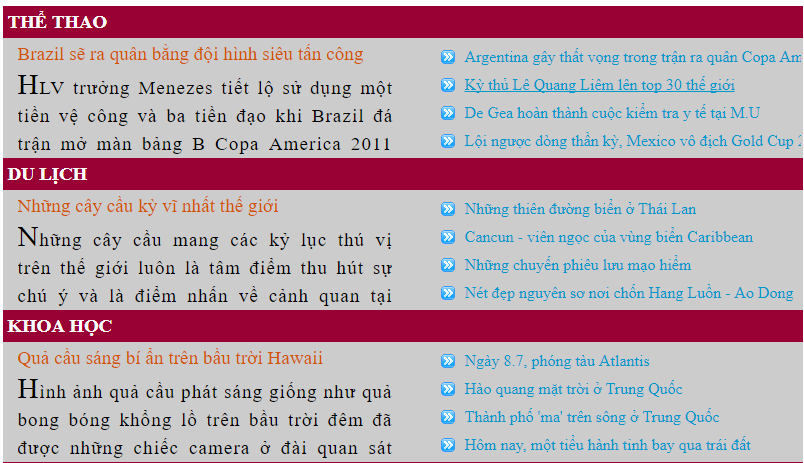 THỂ THAO
Brazil sẽ ra quân bằng đội hình siêu tấn công
HLV trưởng Menezes tiết lộ sử dụng một
tiền vệ công và ba tiền đạo khi Brazil đá
trận mở màn bảng B Copa America 2011
Argentina gây thất vọng trong trận ra quân Copa Am
Kỳ thủ Lê Quang Liêm lên top 30 thế giới
De Gea hoàn thành cuộc kiểm tra y tế tại M.U
Lội ngược dòng thần kỳ, Mexico vô địch Gold Cup
DU LỊCH
Những cây cầu kỳ vĩ nhất thế giới
Những cây cầu mang các kỷ lục thú vị
trên thế giới luôn là tâm điểm thu hút sự
chú ý và là điểm nhấn về cảnh quan tại
Những thiên đường biển ở Thái Lan
Cancun - viên ngọc của vùng biển Caribbean
Những chuyến phiêu lưu mạo hiểm
Nét đẹp nguyên sơ nơi chốn Hang Luồn - Ao Dong
KHOA HỌC
Quả cầu sáng bí ẩn trên bầu trời Hawaii
Hình ảnh quả cầu phát sáng giống như quả
bong bóng khổng lồ trên bầu trời đêm đã
được những chiếc camera ở đài quan sát
Ngày 8.7, phóng tàu Atlantis
Hào quang mặt trời ở Trung Quốc
Thành phố 'ma' trên sông ở Trung Quốc
Hôm nay, một tiểu hành tinh bay qua trái đất